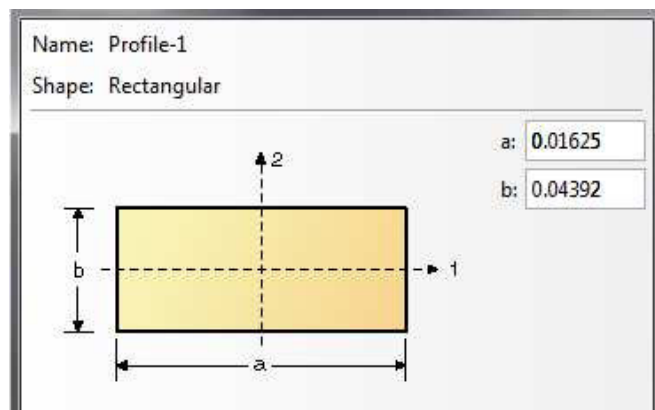 Name: Profile-1
Shape: Rectangular
a: 0.01625
b: 0.04392
2
b
1
a